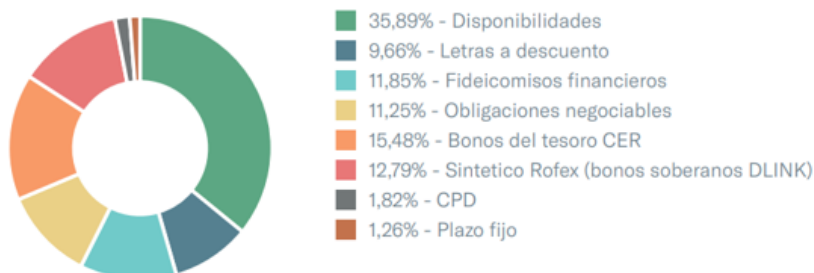 35,89% - Disponibilidades
9,66% - Letras a descuento
11,85% - Fideicomisos financieros
11,25% - Obligaciones negociables
15,48% - Bonos del tesoro CER
12,79% - Sintetico Rofex (bonos soberanos DLINK)
1,82% - CPD
1,26% - Plazo fijo